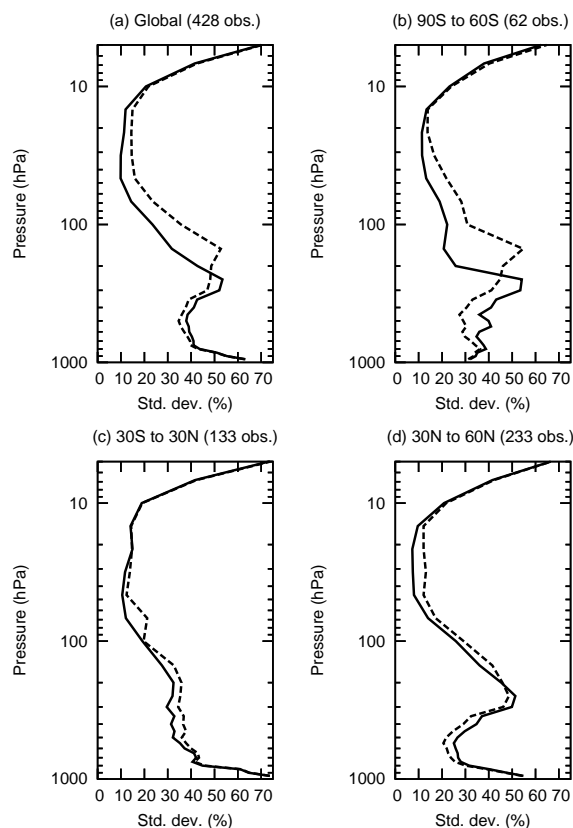 (a) Global (428 obs.)
10
100
1000
Pressure (hPa)
0 10 20 30 40 50 60 70
Std. dev. (%)
(b) 90S to 60S (62 obs.)
10
100
1000
Pressure (hPa)
0 10 20 30 40 50 60 70
Std. dev. (%)
(c) 30S to 30N (133 obs.)
10
100
1000
Pressure (hPa)
0 10 20 30 40 50 60 70
Std. dev. (%)
(d) 30N to 60N (233 obs.)
10
100
1000
Pressure (hPa)
0 10 20 30 40 50 60 70
Std. dev. (%)